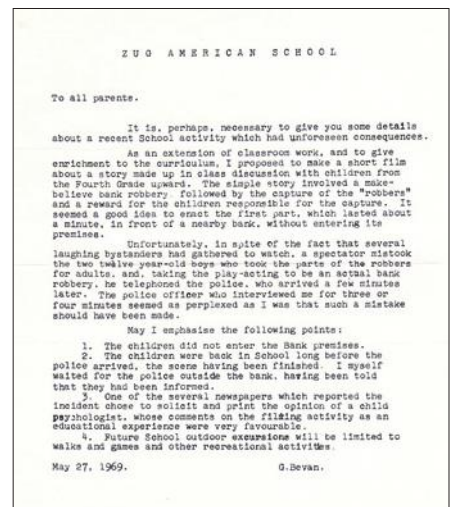 ZUG AMERICAN SCHOOL
To all parents.
It is, perhaps, necessary to give you some details
about a recent School activity which had unforeseen consequences.
As an extension of classroom work, and to give
enrichment to the curriculum, I proposed to make a short film
about a story made up in class discussion with children from
the Fourth Grade upward. The simple story involved a make-
believe bank robbery followed by the capture of the "robbers"
and a reward for the children responsible for the capture. It
seemed a good idea to enact the first part, which lasted about
a minute, in front of a nearby bank, without entering its
premises.
Unfortunately, in spite of the fact that several
laughing bystanders had gathered to watch, a spectator mistook
the two twelve year-old boys who took the parts of the robbers
for adults, and, taking the play-acting to be an actual bank
robbery, he telephoned the police, who arrived a few minutes
later. The police officer who interviewed me for three or
four minutes seemed as perplexed as I was that such a mistake
should have been made.
May I emphasise the following points:
1. The children did not enter the Bank premises.
2. The children were back in School long before the
police arrived, the scene having been finished. I myself
waited for the police outside the bank, having been told
that they had been informed.
3. One of the several newspapers which reported the
incident chose to solicit and print the opinion of a child
psychologist, whose comments on the filming activity as an
educational experience were very favourable.
4. Future School outdoor excursions will be limited to
walks and games and other recreational activities.
May 27, 1969. G.Bevan.